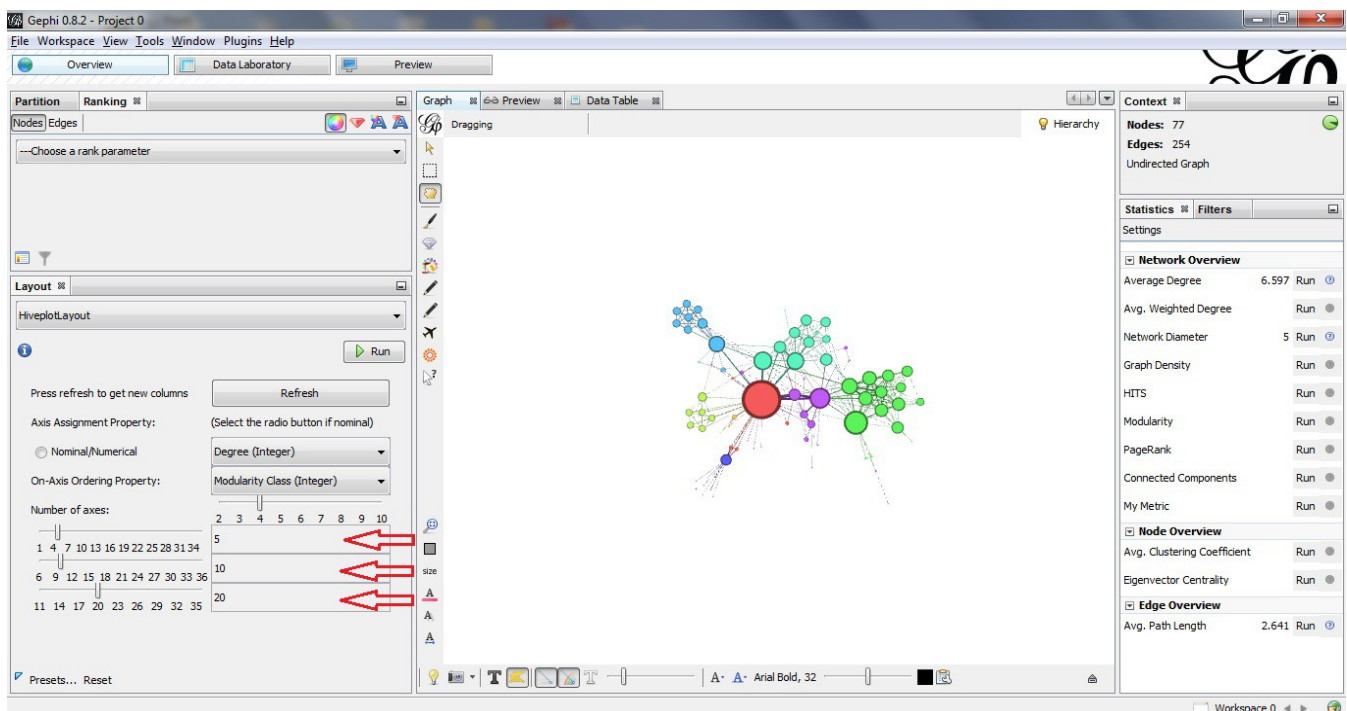 Gephi 0.8.2 - Project 0
File Workspace View Tools Window Plugins Help
Overview Data Laboratory Preview
Partition Ranking
Nodes Edges
---Choose a rank parameter
Layout
HiveplotLayout
Run
Press refresh to get new columns Refresh
Axis Assignment Property: (Select the radio button if nominal)
Nominal/Numerical Degree (Integer)
On-Axis Ordering Property: Modularity Class (Integer)
Number of axes:
2 3 4 5 6 7 8 9 10
1 4 7 10 13 16 19 22 25 28 31 34 5
6 9 12 15 18 21 24 27 30 33 36 10
11 14 17 20 23 26 29 32 35 20
Presets... Reset
Graph Preview Data Table
Dragging Hierarchy
size
A
A
A
T T A- A- Arial Bold, 32
Context
Nodes: 77
Edges: 254
Undirected Graph
Statistics Filters
Settings
Network Overview
Average Degree 6.597 Run
Avg. Weighted Degree Run
Network Diameter 5 Run
Graph Density Run
HITS Run
Modularity Run
PageRank Run
Connected Components Run
My Metric Run
Node Overview
Avg. Clustering Coefficient Run
Eigenvector Centrality Run
Edge Overview
Avg. Path Length 2.641 Run
Workspace 0